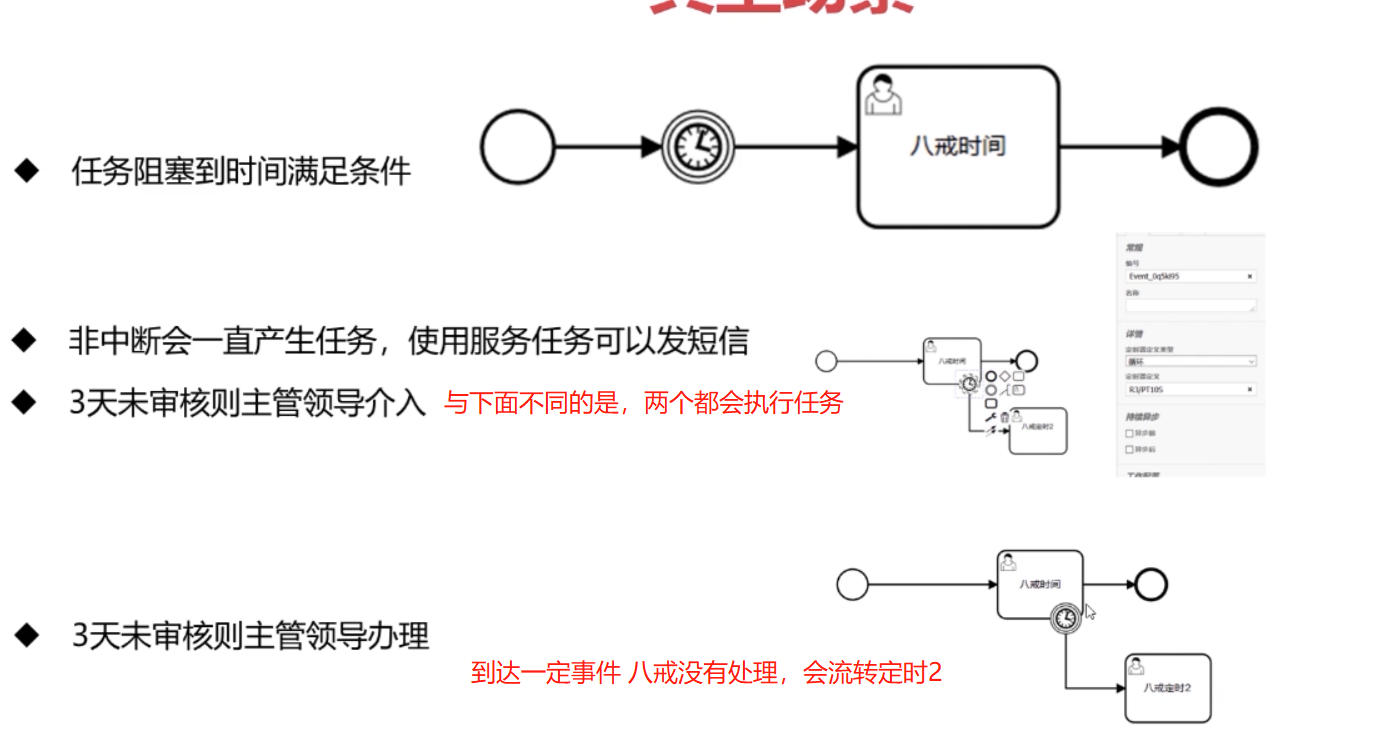 八戒时间
任务阻塞到时间满足条件
常规
编号
Event_0q5ki95
名称
非中断会一直产生任务，使用服务任务可以发短信
详情
定时器定义类型
循环
八戒时间
定时器定义
R3/PT10S
3天未审核则主管领导介入 与下面不同的是，两个都会执行任务
持续异步
八戒定时2
异步前
异步后
八戒时间
3天未审核则主管领导办理
到达一定事件 八戒没有处理，会流转定时2
八戒定时2